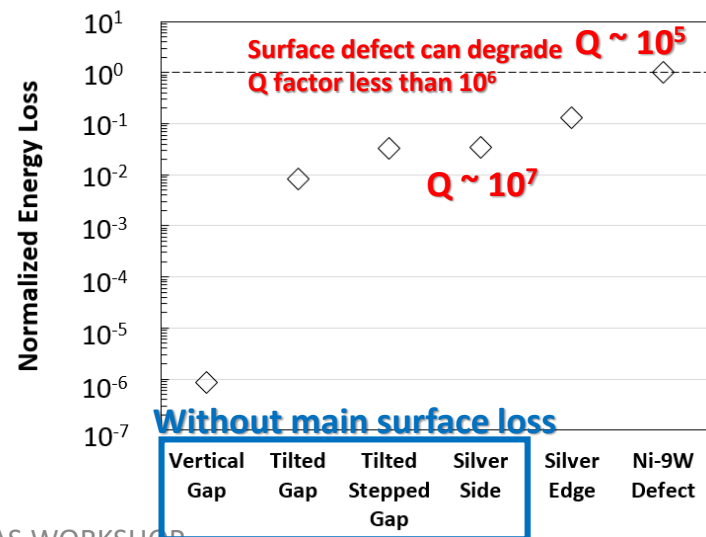 10¹
Surface defect can degrade Q ~ 10⁵
Q factor less than 10⁶
10⁰
10⁻¹
10⁻²
Q ~ 10⁷
10⁻³
10⁻⁴
10⁻⁵
10⁻⁶
10⁻⁷
Normalized Energy Loss
Without main surface loss
Vertical Gap
Tilted Gap
Tilted Stepped Gap
Silver Side
Silver Edge
Ni-9W Defect
WORKSHOP